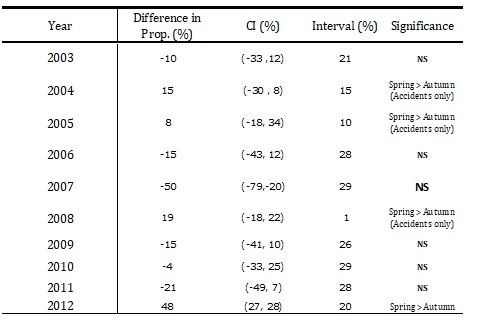 Year Difference in Prop. (%) CI (%) Interval (%) Significance
2003 -10 (-33 ,12) 21 NS
2004 15 (-30 , 8) 15 Spring > Autumn (Accidents only)
2005 8 (-18, 34) 10 Spring > Autumn (Accidents only)
2006 -15 (-43, 12) 28 NS
2007 -50 (-79,-20) 29 NS
2008 19 (-18, 22) 1 Spring > Autumn (Accidents only)
2009 -15 (-41, 10) 26 NS
2010 -4 (-33, 25) 29 NS
2011 -21 (-49, 7) 28 NS
2012 48 (27, 28) 20 Spring > Autumn